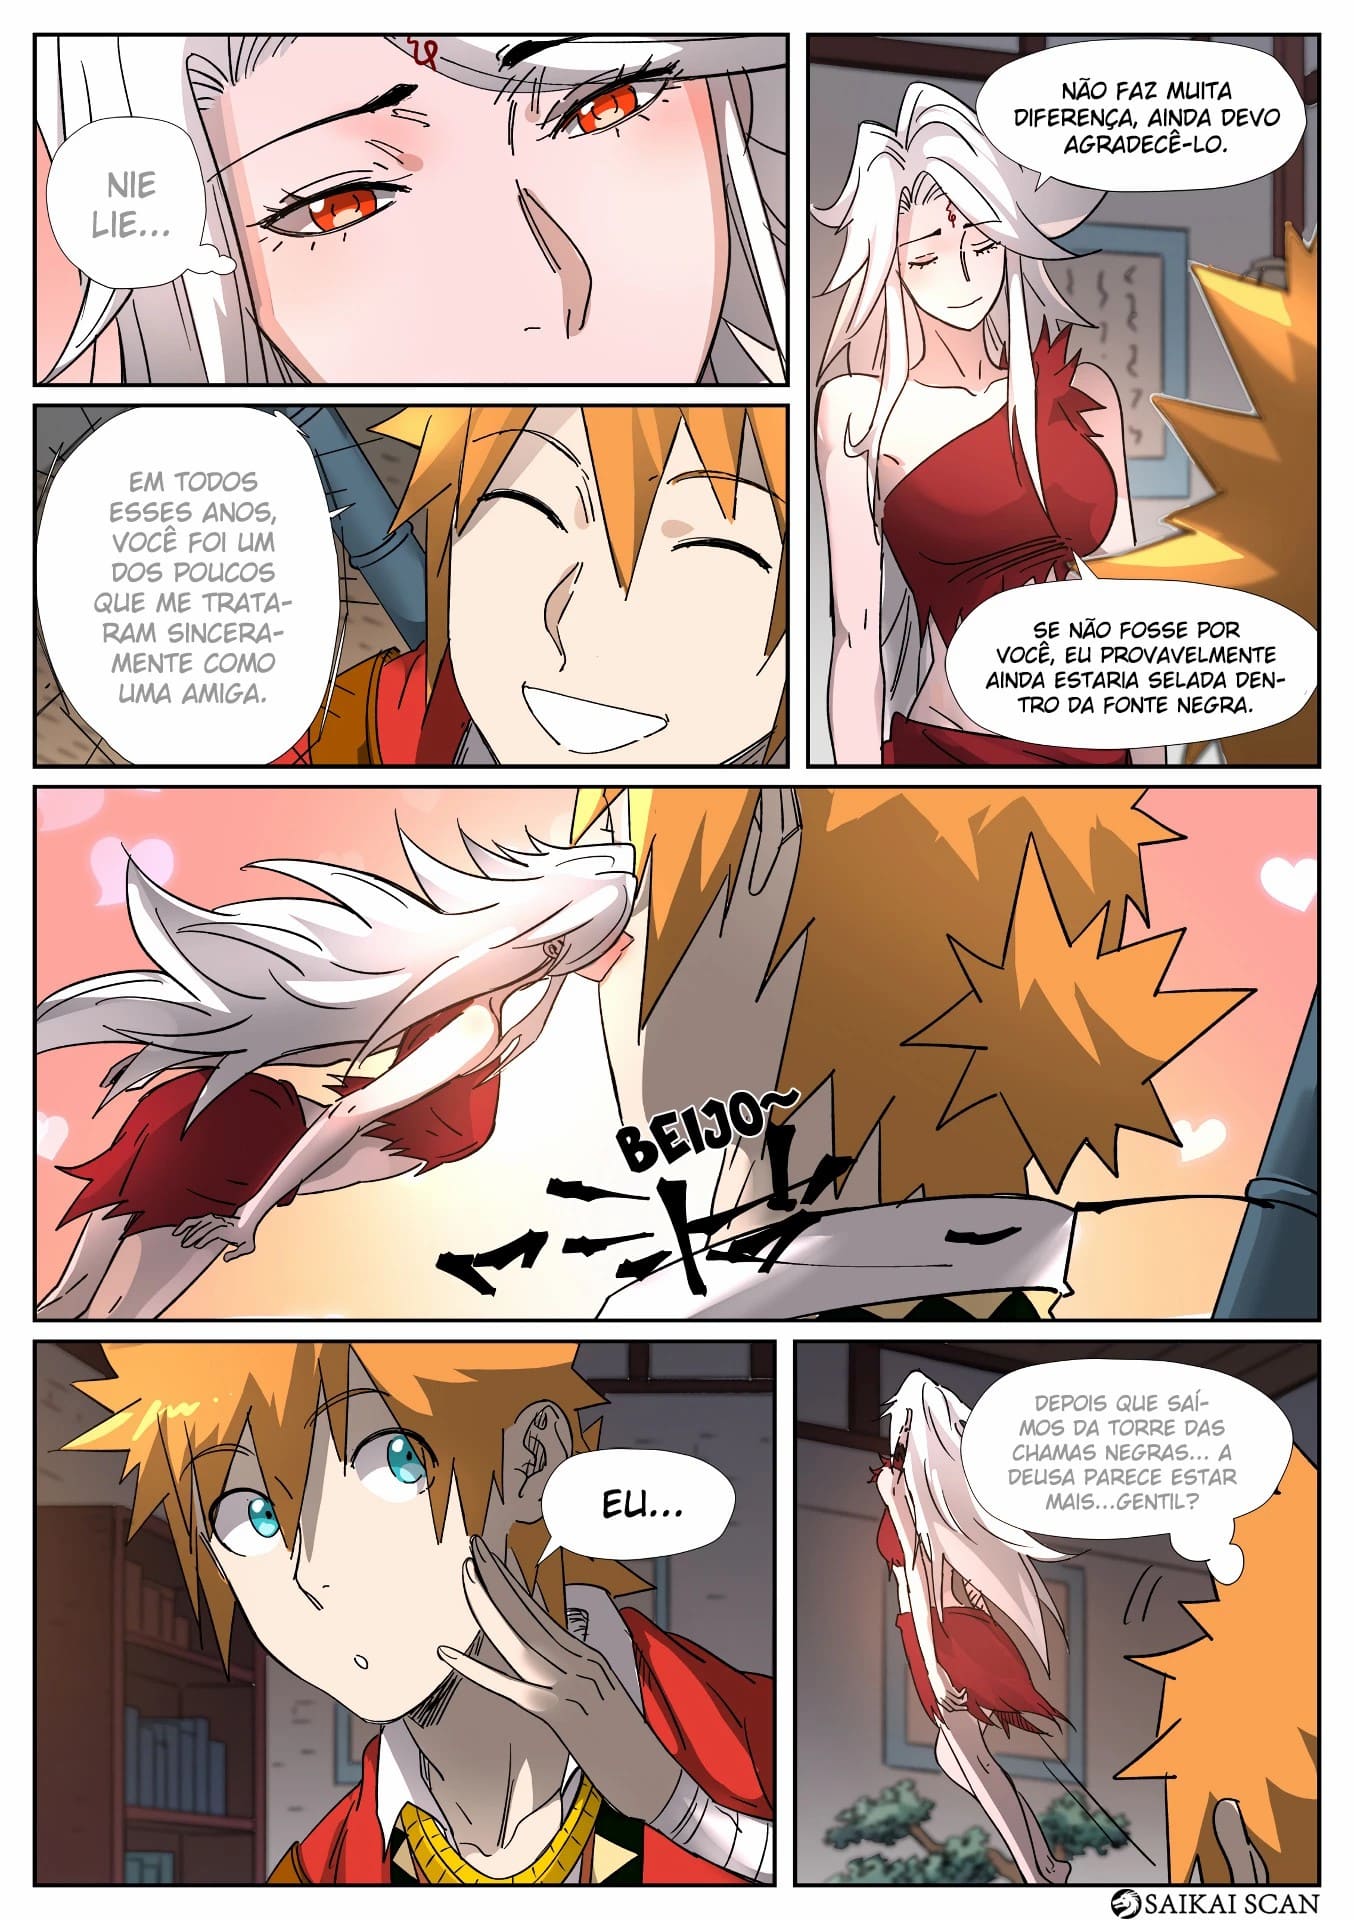 NIE
LIE...
NÃO FAZ MUITA
DIFERENÇA, AINDA DEVO
AGRADECÊ-LO.
SE NÃO FOSSE POR
VOCÊ, EU PROVAVELMENTE
AINDA ESTARIA SELADA DEN-
TRO DA FONTE NEGRA.
EM TODOS
ESSES ANOS,
VOCÊ FOI UM
DOS POUCOS
QUE ME TRATA-
RAM SINCERA-
MENTE COMO
UMA AMIGA.
BEIJO~
EU...
DEPOIS QUE SAÍ-
MOS DA TORRE DAS
CHAMAS NEGRAS... A
DEUSA PARECE ESTAR
MAIS...GENTIL?
SAIKAI SCAN